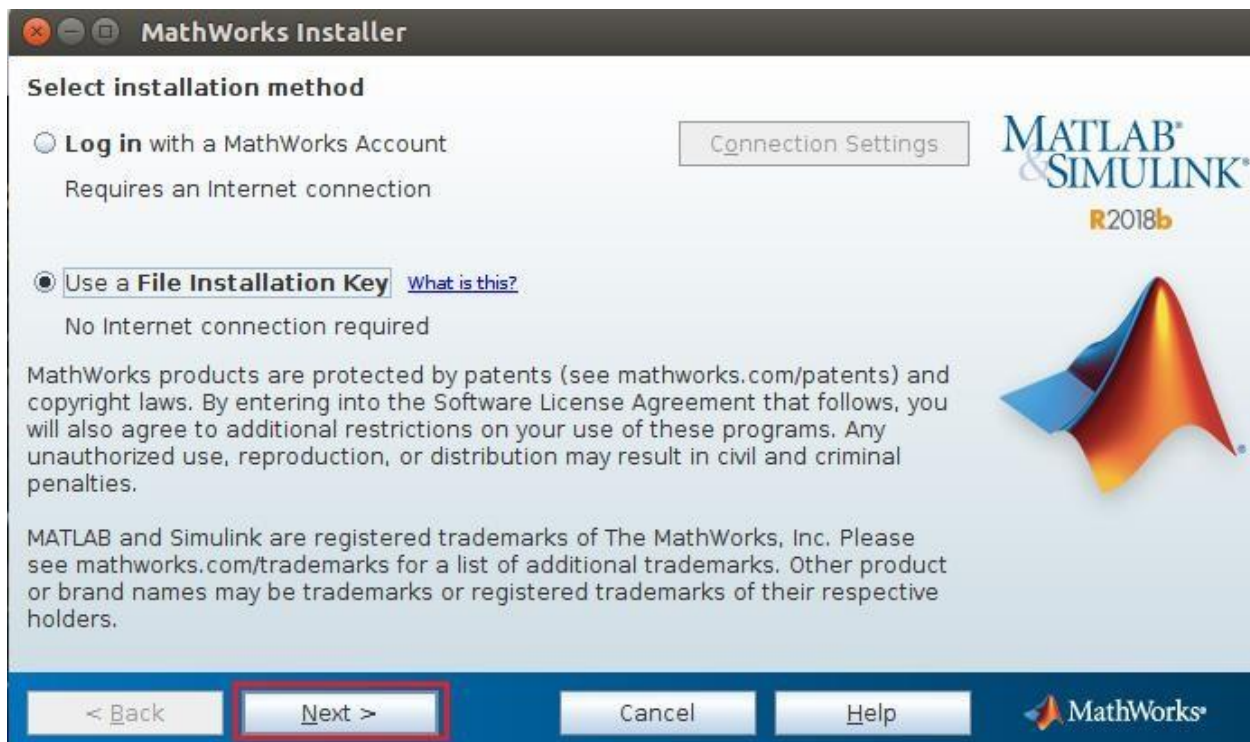 MathWorks Installer
Select installation method
Log in with a MathWorks Account
Connection Settings
Requires an Internet connection
MATLAB®
&SIMULINK®
R2018b
Use a File Installation Key What is this?
No Internet connection required
MathWorks products are protected by patents (see mathworks.com/patents) and
copyright laws. By entering into the Software License Agreement that follows, you
will also agree to additional restrictions on your use of these programs. Any
unauthorized use, reproduction, or distribution may result in civil and criminal
penalties.
MATLAB and Simulink are registered trademarks of The MathWorks, Inc. Please
see mathworks.com/trademarks for a list of additional trademarks. Other product
or brand names may be trademarks or registered trademarks of their respective
holders.
< Back
Next >
Cancel
Help
MathWorks®